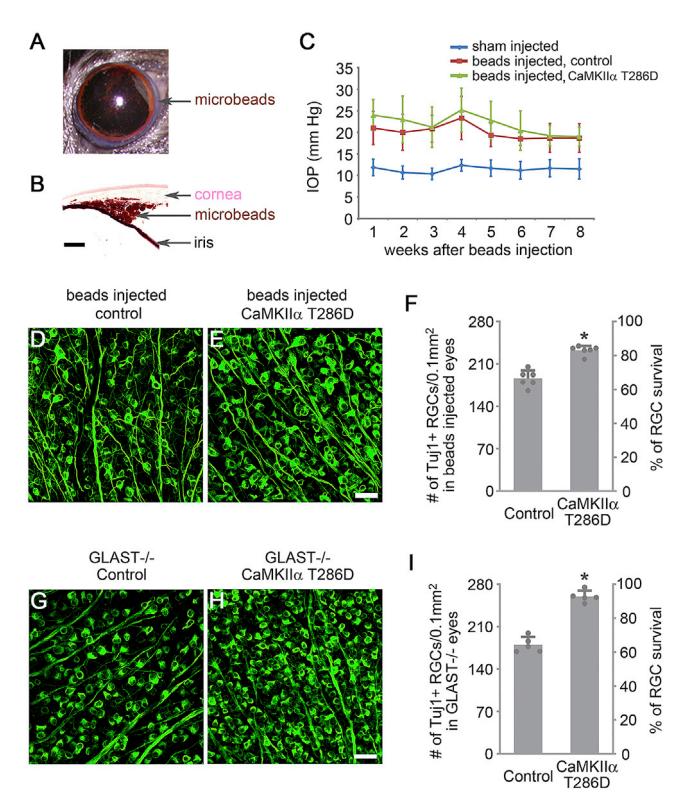 A
microbeads
B
cornea
microbeads
iris
C
sham injected
beads injected, control
beads injected, CaMKIIα T286D
IOP (mm Hg)
35
30
25
20
15
10
5
0
1 2 3 4 5 6 7 8
weeks after beads injection
beads injected
control
beads injected
CaMKIIα T286D
D
E
F
# of Tuj1+ RGCs/0.1mm²
in beads injected eyes
280
210
140
70
0
*
100
80
60
40
20
0
% of RGC survival
Control
CaMKIIα
T286D
GLAST-/-
Control
GLAST-/-
CaMKIIα T286D
G
H
I
# of Tuj1+ RGCs/0.1mm²
in GLAST-/- eyes
280
210
140
70
0
*
100
80
60
40
20
0
% of RGC survival
Control
CaMKIIα
T286D